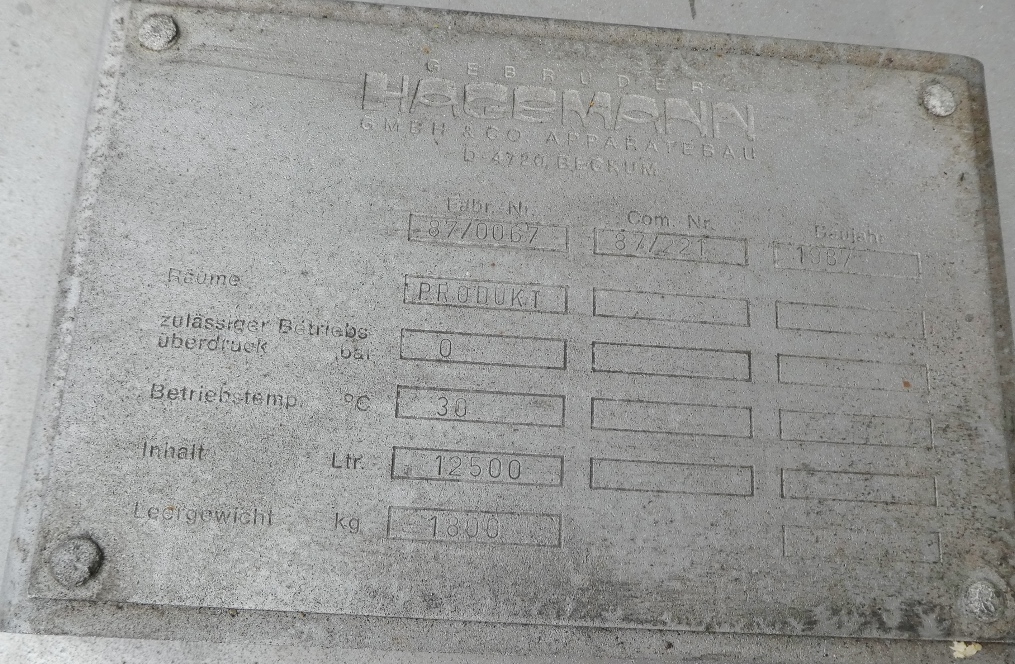 GEBRÜDER
HAGEMANN
GMBH & CO APPARATEBAU
D-4720 BECKUM
Fabr.-Nr. Com. Nr. Baujahr
87/0067 87/221 1987
Räume PRODUKT
zulässiger Betriebs
überdruck bar 0
Betriebstemp. °C 30
Inhalt Ltr. 12500
Leergewicht kg 1800